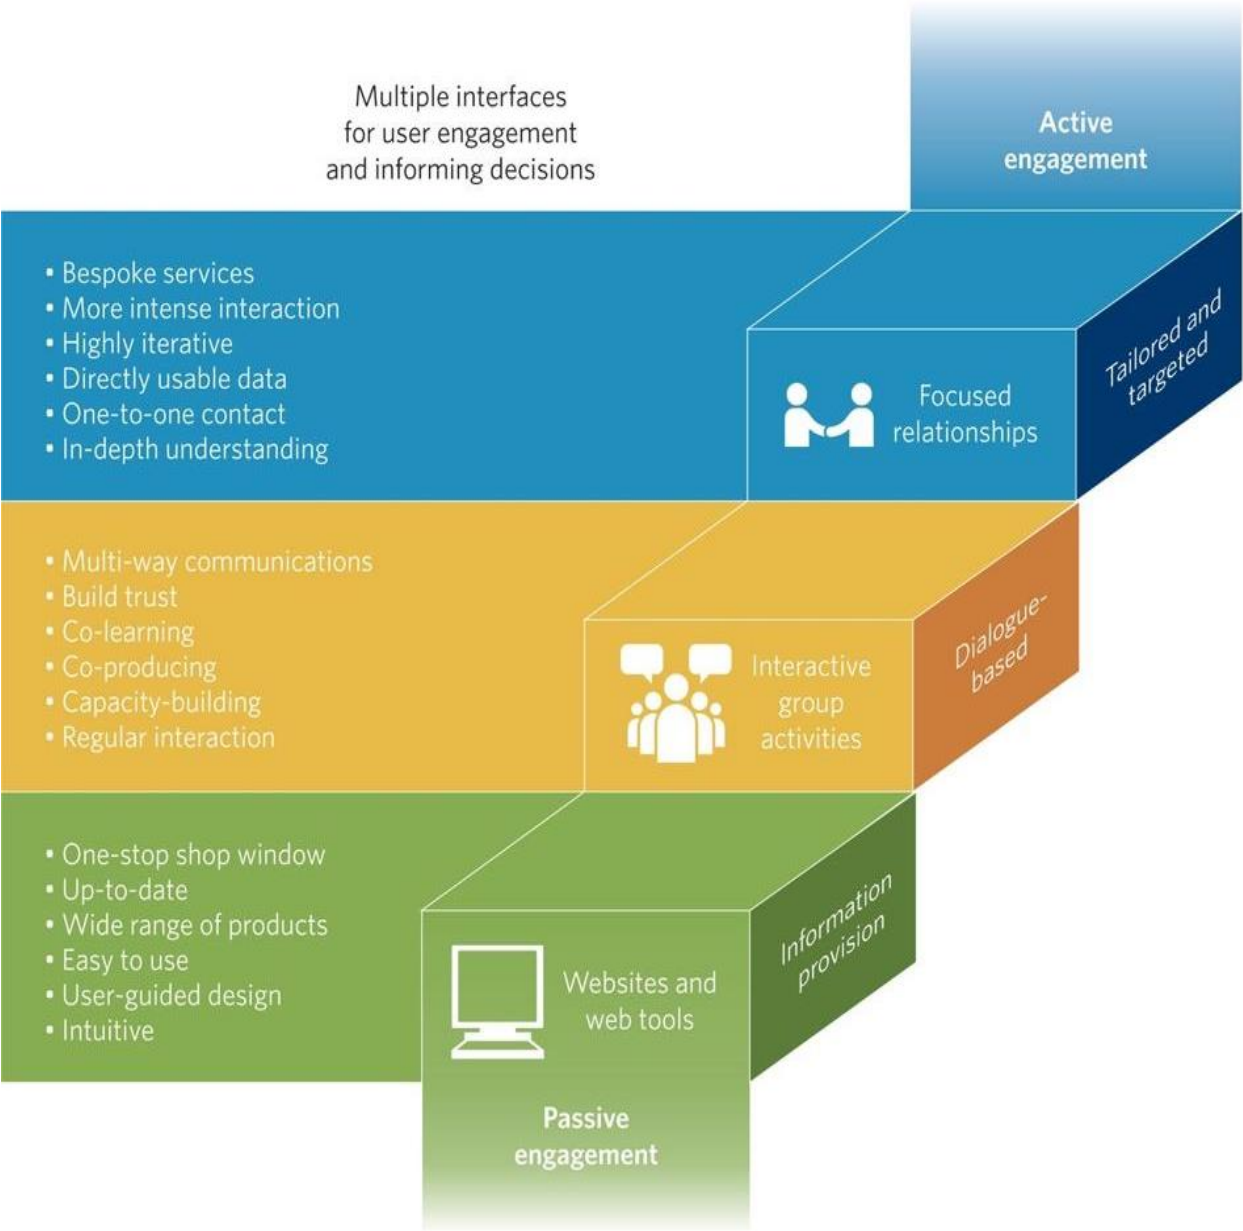 Multiple interfaces
for user engagement
and informing decisions
Active
engagement
• Bespoke services
• More intense interaction
• Highly iterative
• Directly usable data
• One-to-one contact
• In-depth understanding
Focused
relationships
Tailored and
targeted
• Multi-way communications
• Build trust
• Co-learning
• Co-producing
• Capacity-building
• Regular interaction
Interactive
group
activities
Dialogue-
based
• One-stop shop window
• Up-to-date
• Wide range of products
• Easy to use
• User-guided design
• Intuitive
Websites and
web tools
Information
provision
Passive
engagement